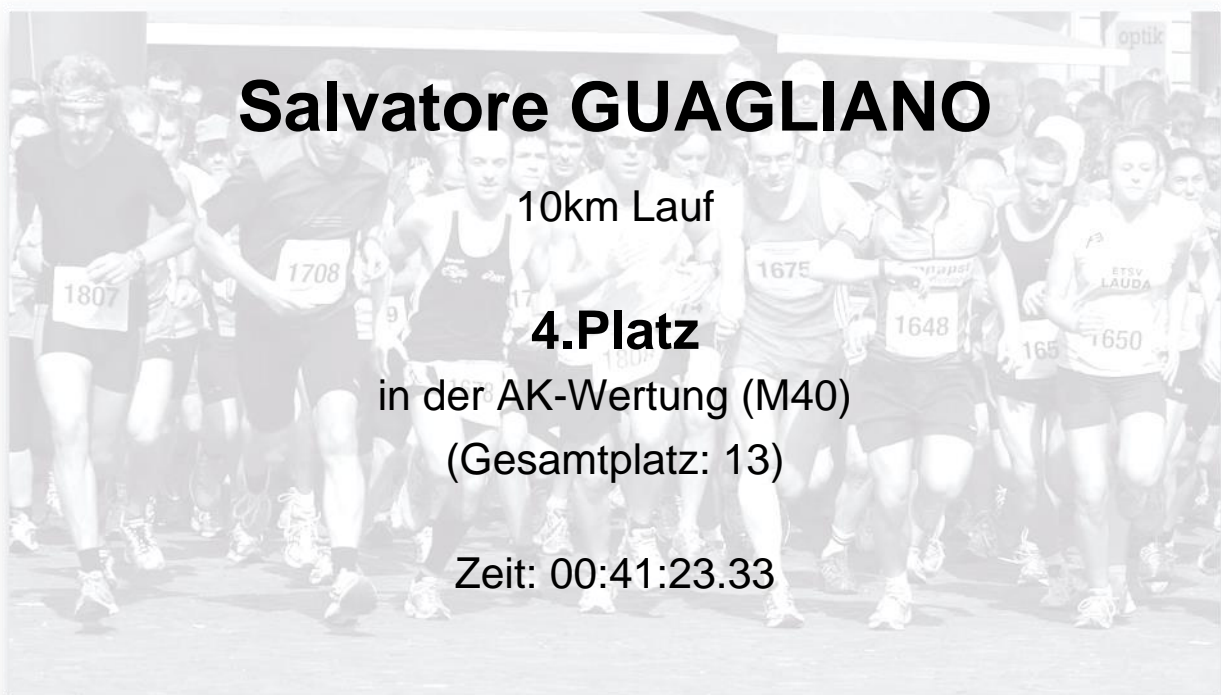 optik
Salvatore GUAGLIANO
10km Lauf
1807
1708
1675
1648
1650
165
ETSV
LAUDA
4.Platz
in der AK-Wertung (M40)
(Gesamtplatz: 13)
Zeit: 00:41:23.33